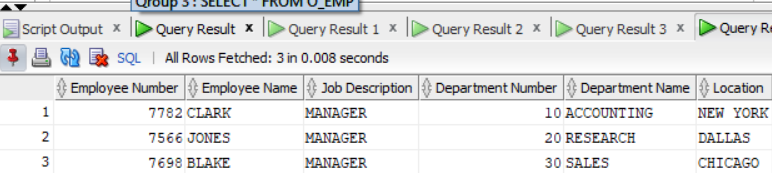 Qgroup 3 : SELECT * FROM O_EMP
Script Output x Query Result x Query Result 1 x Query Result 2 x Query Result 3 x Query Re
SQL | All Rows Fetched: 3 in 0.008 seconds
Employee Number Employee Name Job Description Department Number Department Name Location
1 7782 CLARK MANAGER 10 ACCOUNTING NEW YORK
2 7566 JONES MANAGER 20 RESEARCH DALLAS
3 7698 BLAKE MANAGER 30 SALES CHICAGO